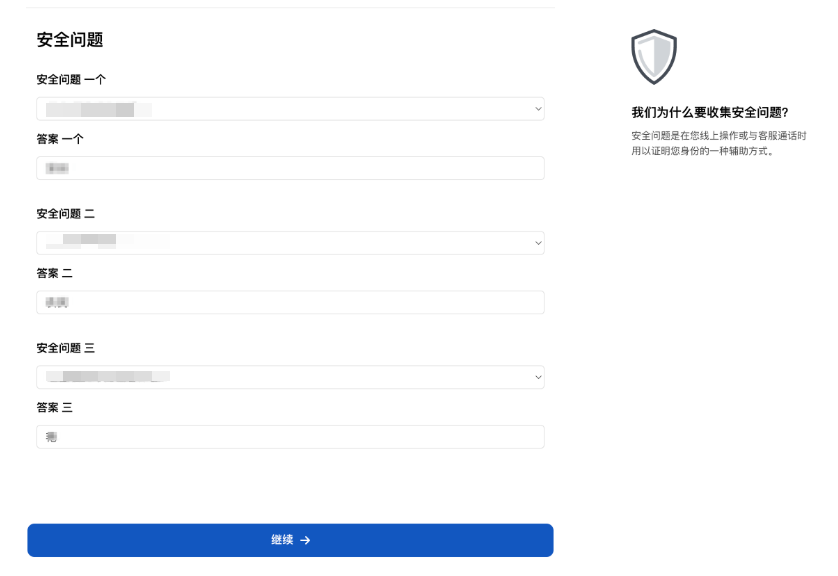 安全问题
安全问题 一个
答案 一个
安全问题 二
答案 二
安全问题 三
答案 三
继续 →
我们为什么要收集安全问题?
安全问题是在您线上操作或与客服通话时
用以证明您身份的一种辅助方式。